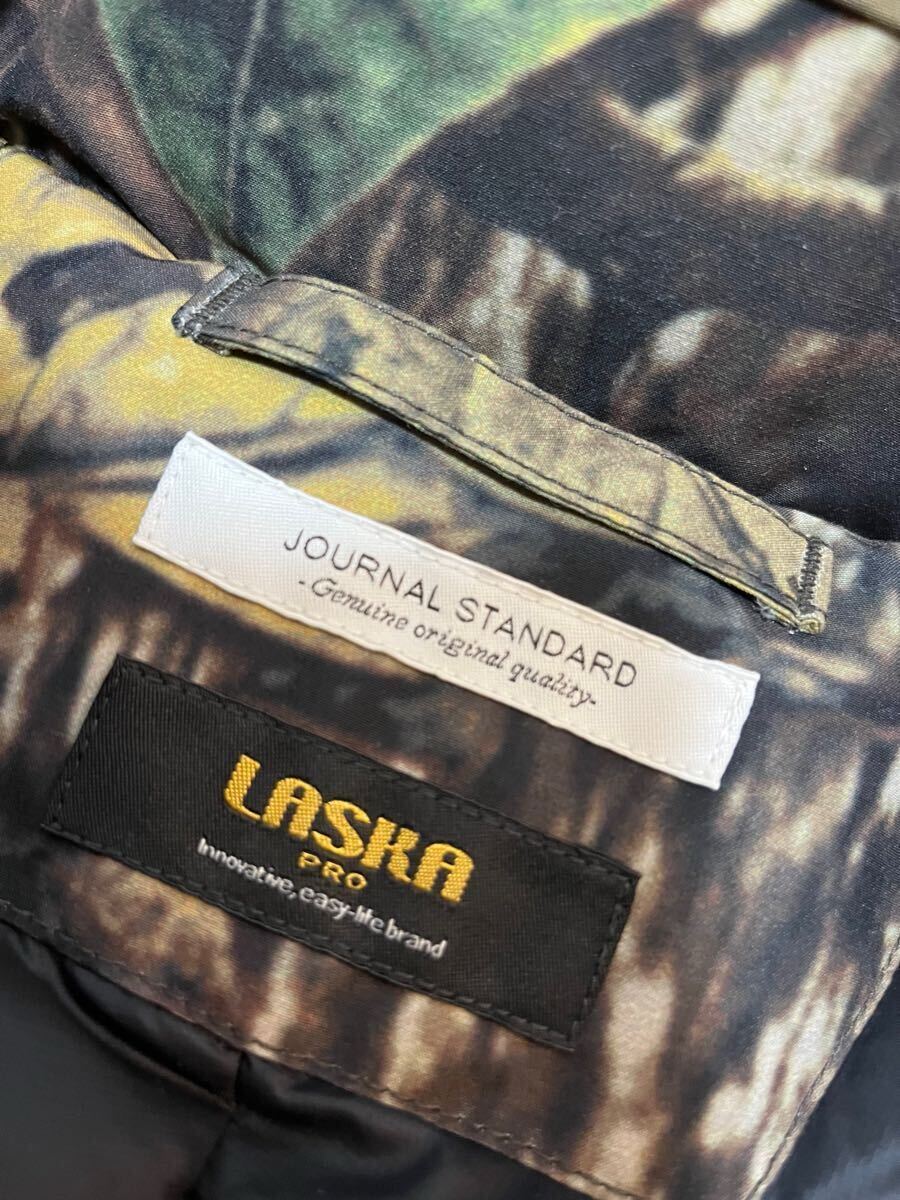 JOURNAL STANDARD
-Genuine original quality-
LASKA
PRO
Innovative, easy-life brand